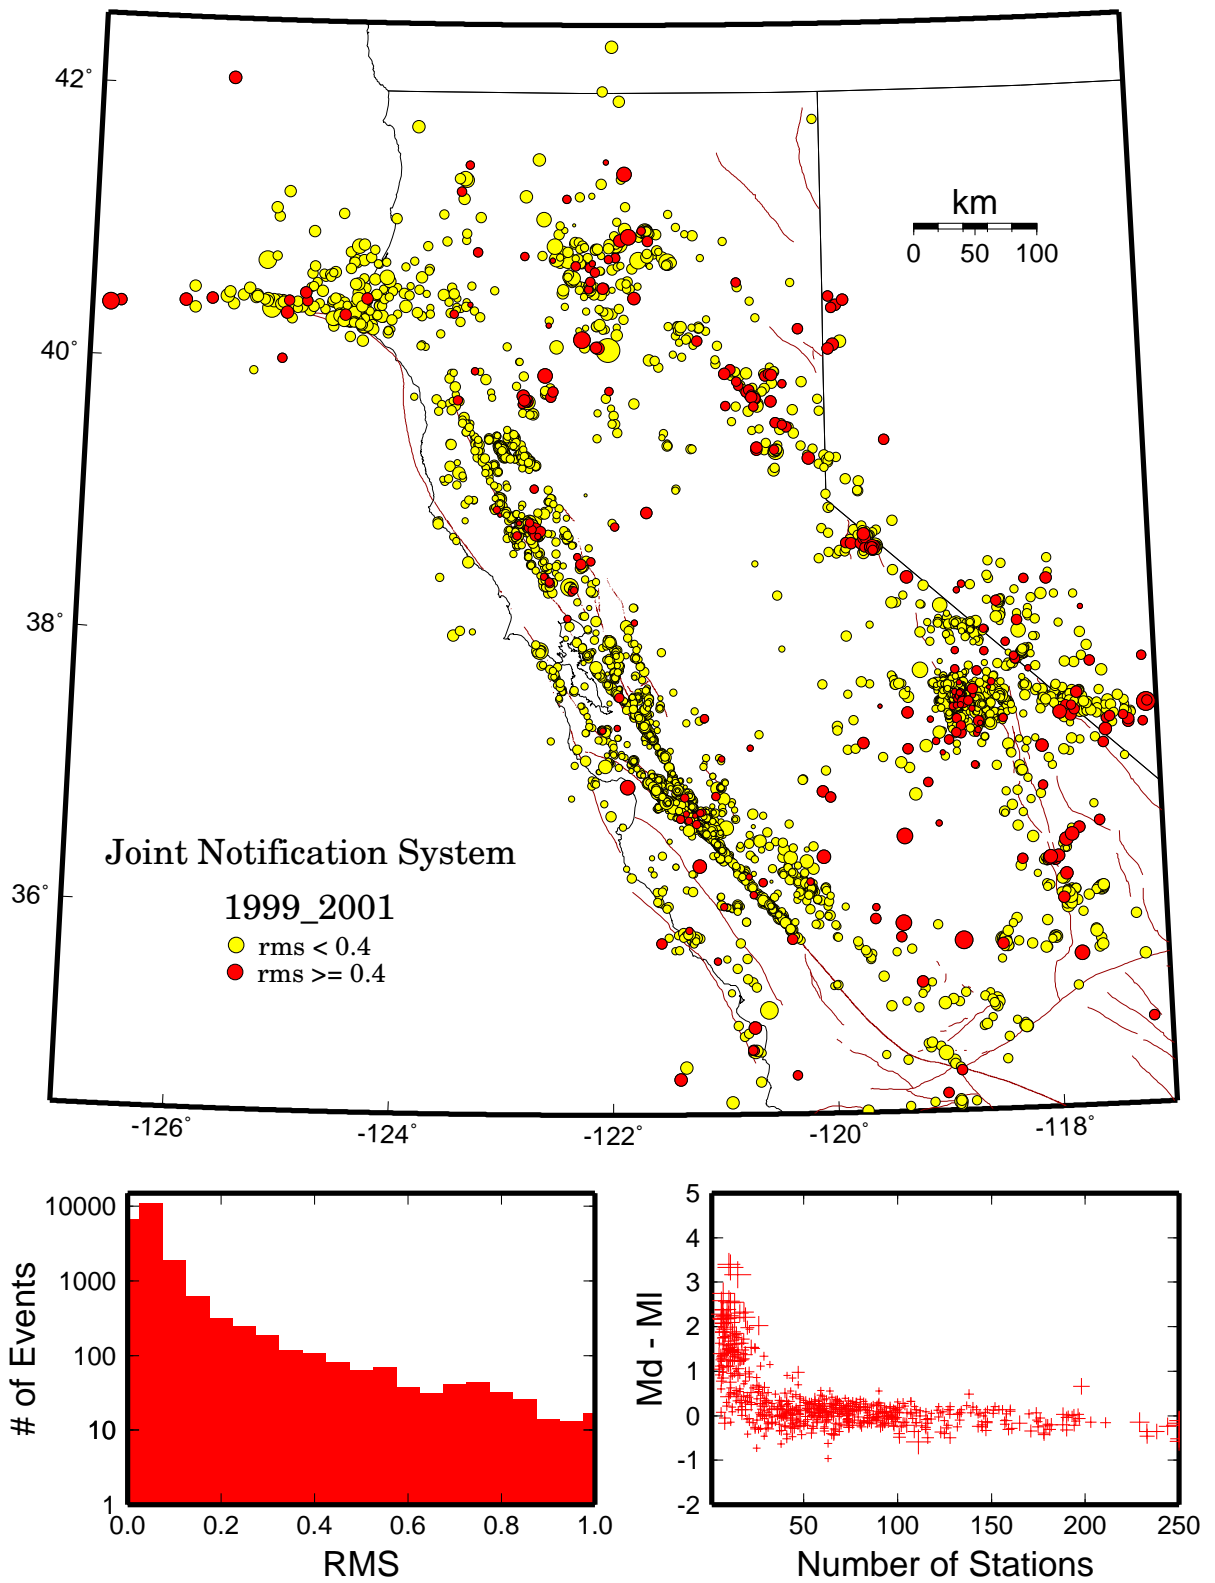 42°
40°
38°
36°
km
0 50 100
Joint Notification System
1999_2001
rms < 0.4
rms >= 0.4
-126°
-124°
-122°
-120°
-118°
# of Events
10000
1000
100
10
1
0.0 0.2 0.4 0.6 0.8 1.0
RMS
Md - Ml
5
4
3
2
1
0
-1
-2
50 100 150 200 250
Number of Stations